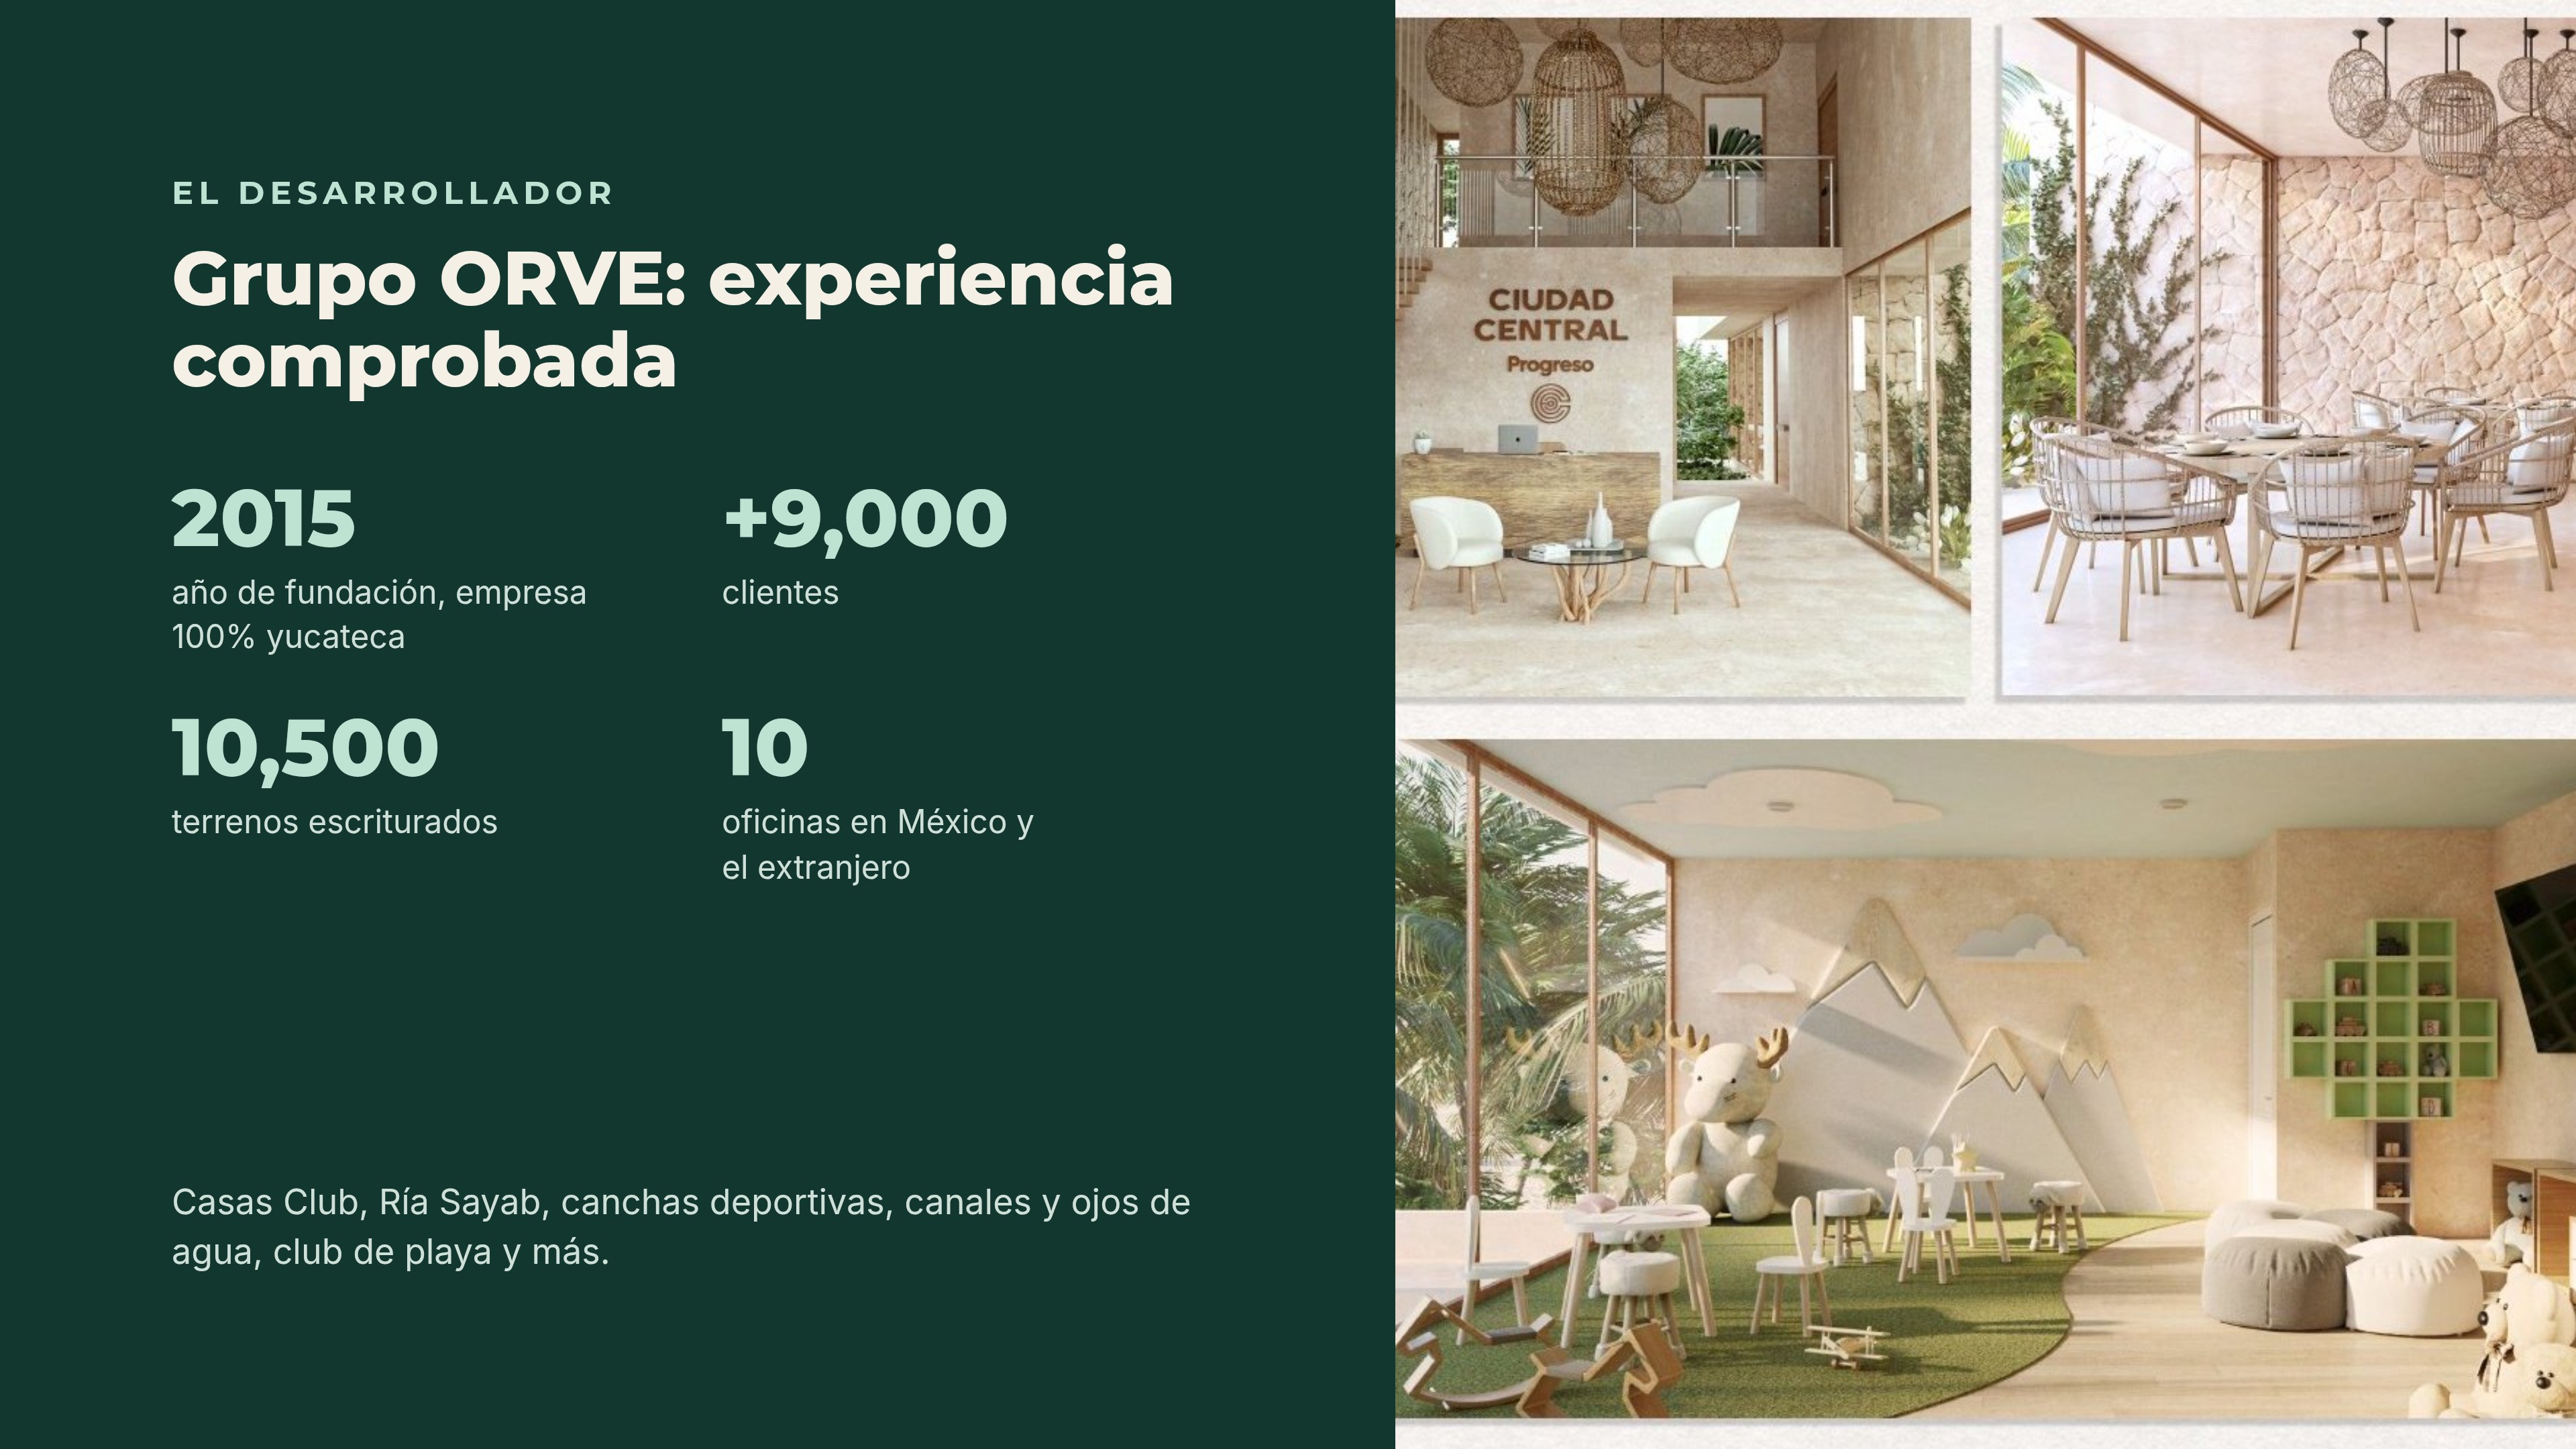 EL DESARROLLADOR
Grupo ORVE: experiencia
comprobada
2015
año de fundación, empresa
100% yucateca
+9,000
clientes
10,500
terrenos escriturados
10
oficinas en México y
el extranjero
Casas Club, Ría Sayab, canchas deportivas, canales y ojos de
agua, club de playa y más.
CIUDAD
CENTRAL
Progreso